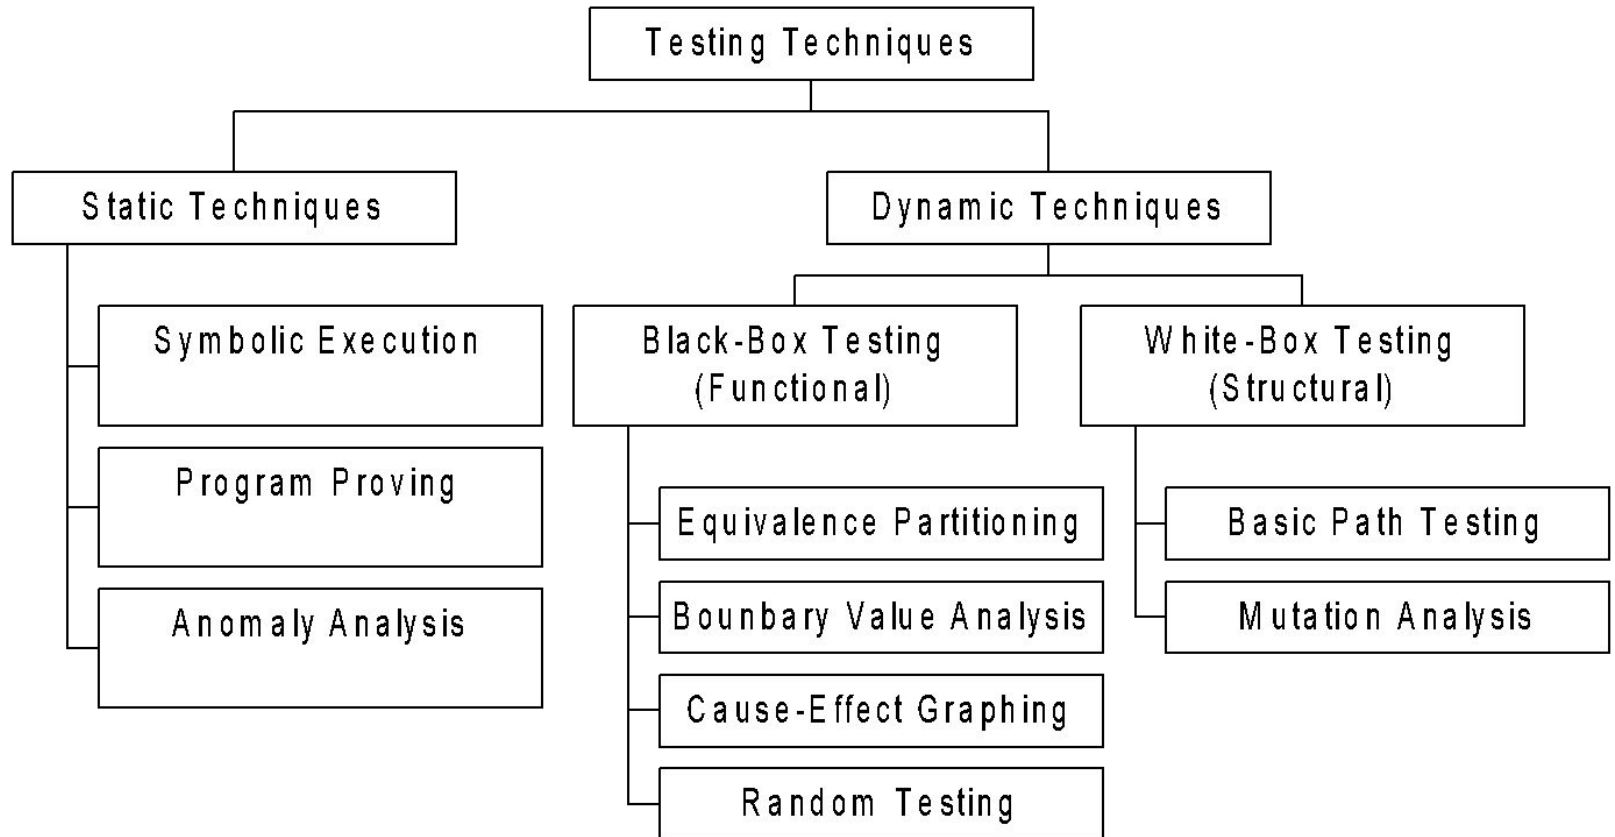 Testing Techniques
Static Techniques
Dynamic Techniques
Symbolic Execution
Program Proving
Anomaly Analysis
Black-Box Testing
(Functional)
Equivalence Partitioning
Bounbary Value Analysis
Cause-Effect Graphing
Random Testing
White-Box Testing
(Structural)
Basic Path Testing
Mutation Analysis